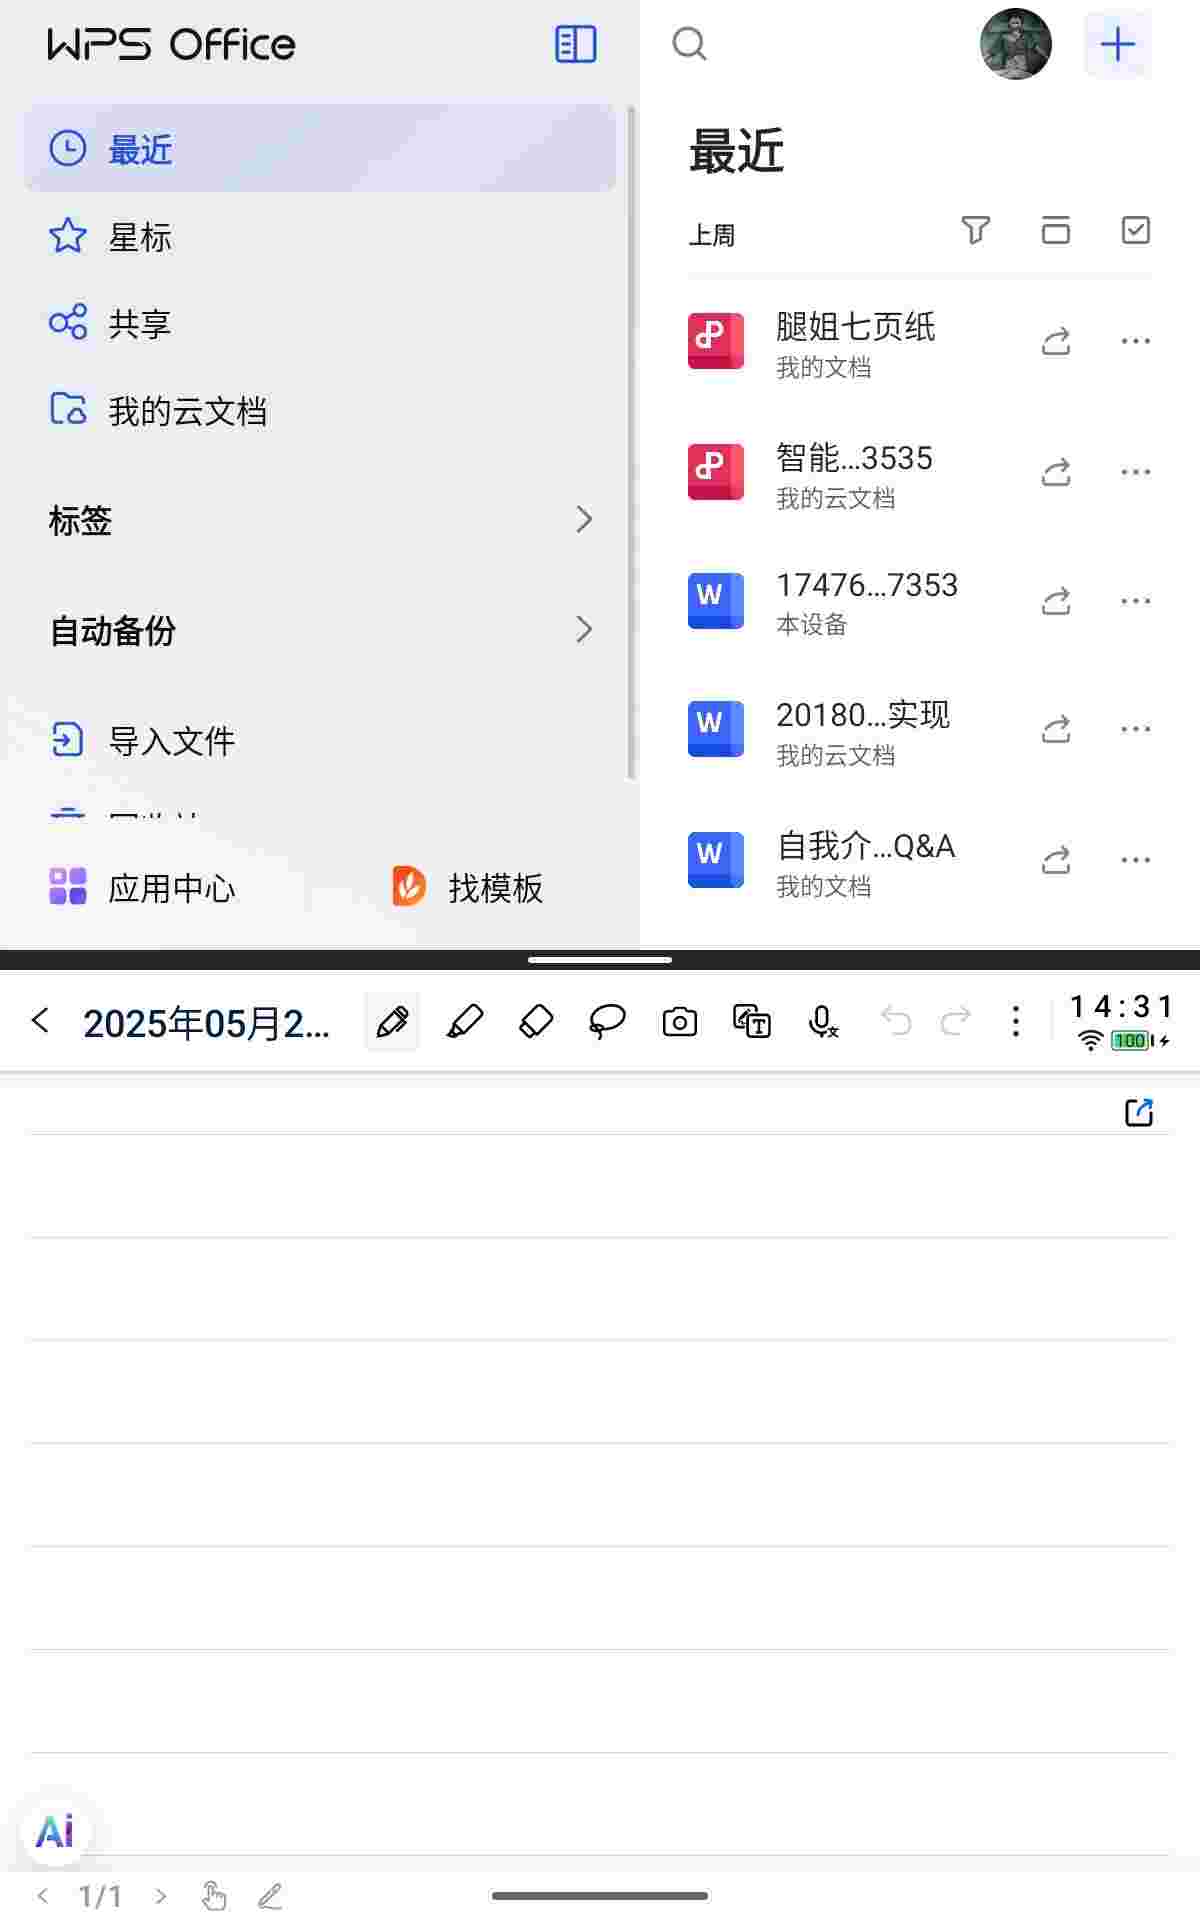 WPS Office
最近
星标
共享
我的云文档
标签
自动备份
导入文件
应用中心
找模板
最近
上周
腿姐七页纸
我的文档
智能...3535
我的云文档
17476...7353
本设备
20180...实现
我的云文档
自我介...Q&A
我的文档
2025年05月2...
14:31
100
Ai
1/1